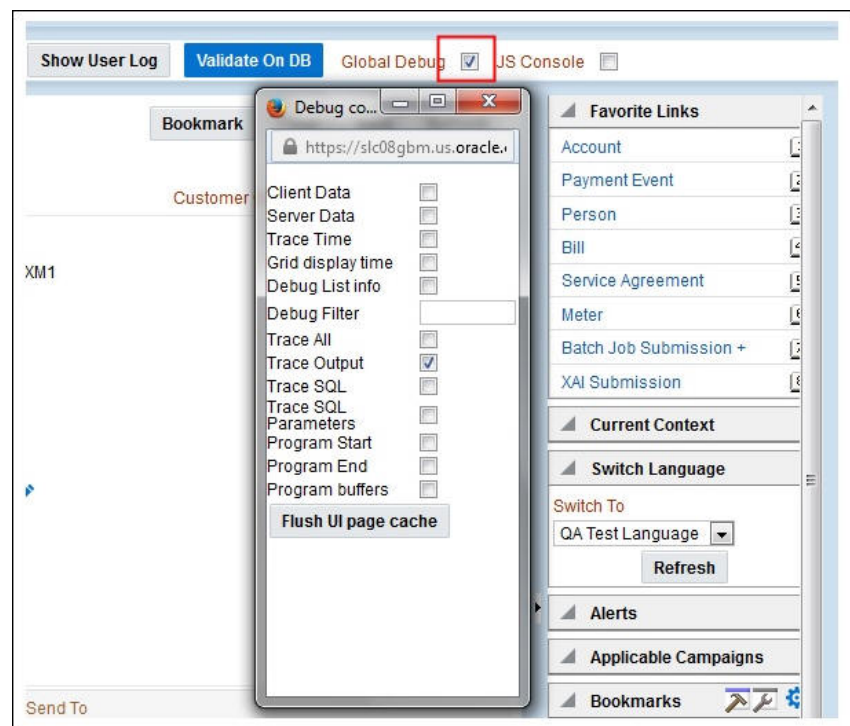 Show User Log Validate On DB Global Debug US Console
Bookmark
Customer
XM1
Send To
Debug co...
https://slc08gbm.us.oracle.
Client Data
Server Data
Trace Time
Grid display time
Debug List info
Debug Filter
Trace All
Trace Output
Trace SQL
Trace SQL
Parameters
Program Start
Program End
Program buffers
Flush UI page cache
Favorite Links
Account
Payment Event
Person
Bill
Service Agreement
Meter
Batch Job Submission +
XAI Submission
Current Context
Switch Language
Switch To
QA Test Language
Refresh
Alerts
Applicable Campaigns
Bookmarks